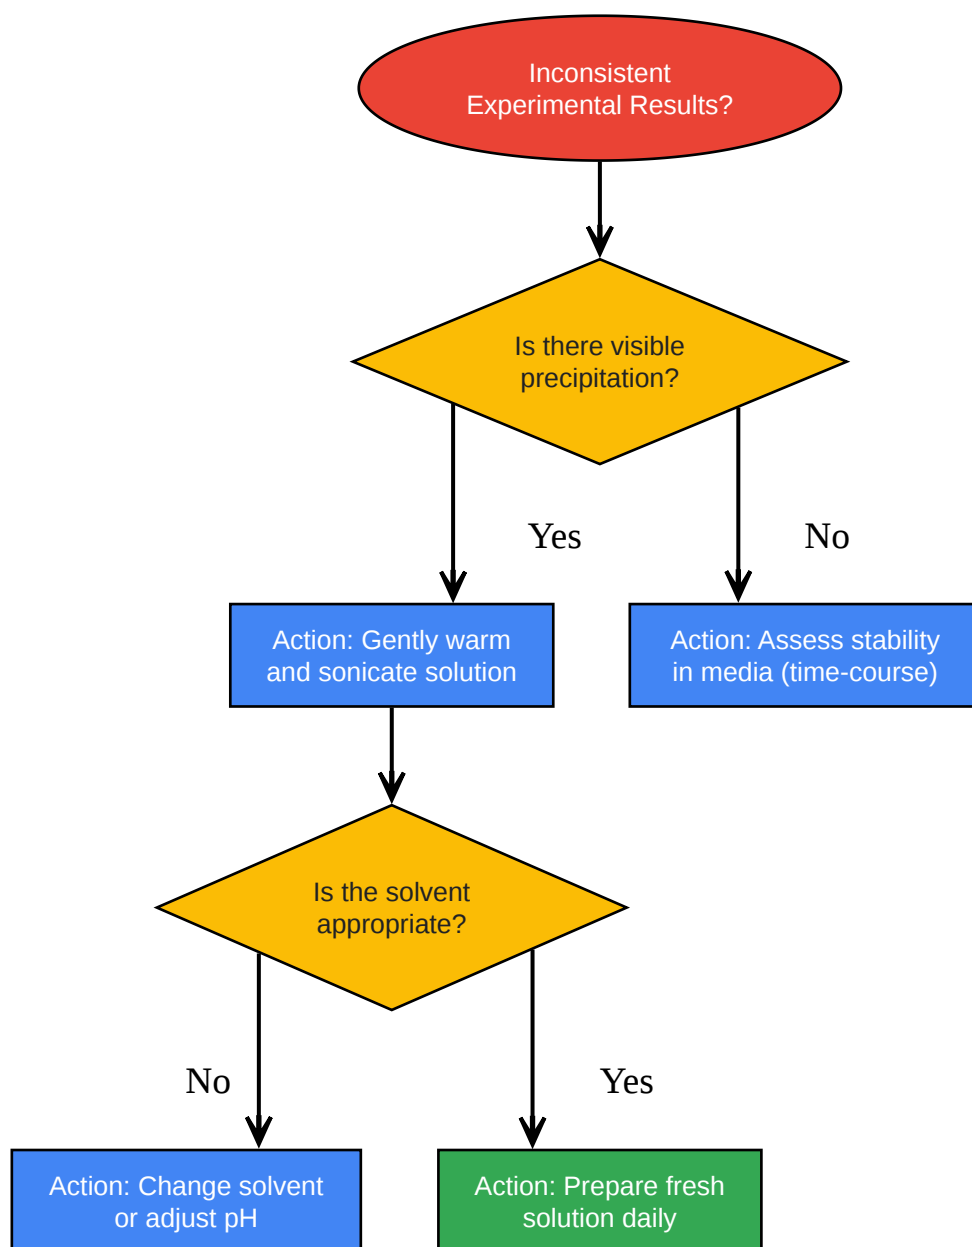 Inconsistent
Experimental Results?
Is there visible
precipitation?
Yes
No
Action: Gently warm
and sonicate solution
Action: Assess stability
in media (time-course)
Is the solvent
appropriate?
No
Yes
Action: Change solvent
or adjust pH
Action: Prepare fresh
solution daily